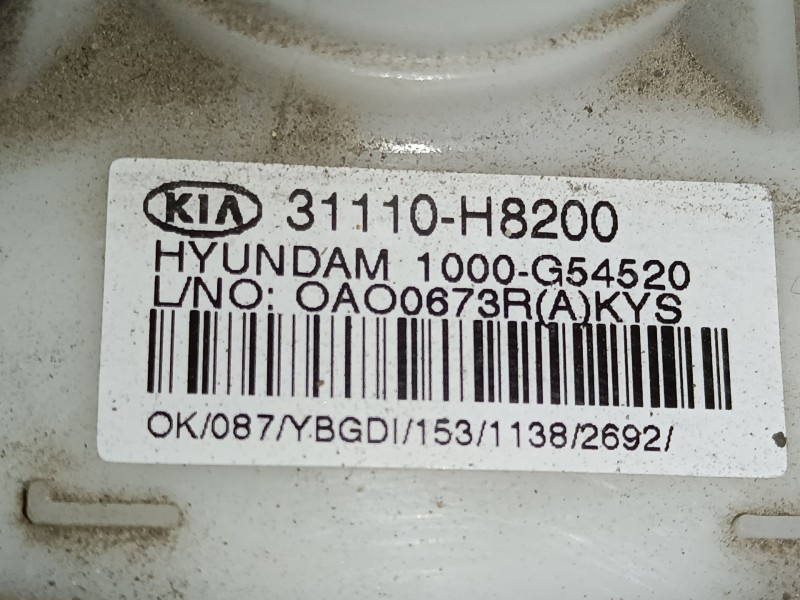 KIA 31110-H8200
HYUNDAM 1000-G54520
L/NO: OAO0673R(A)KYS
OK/087/YBGDI/153/1138/2692/